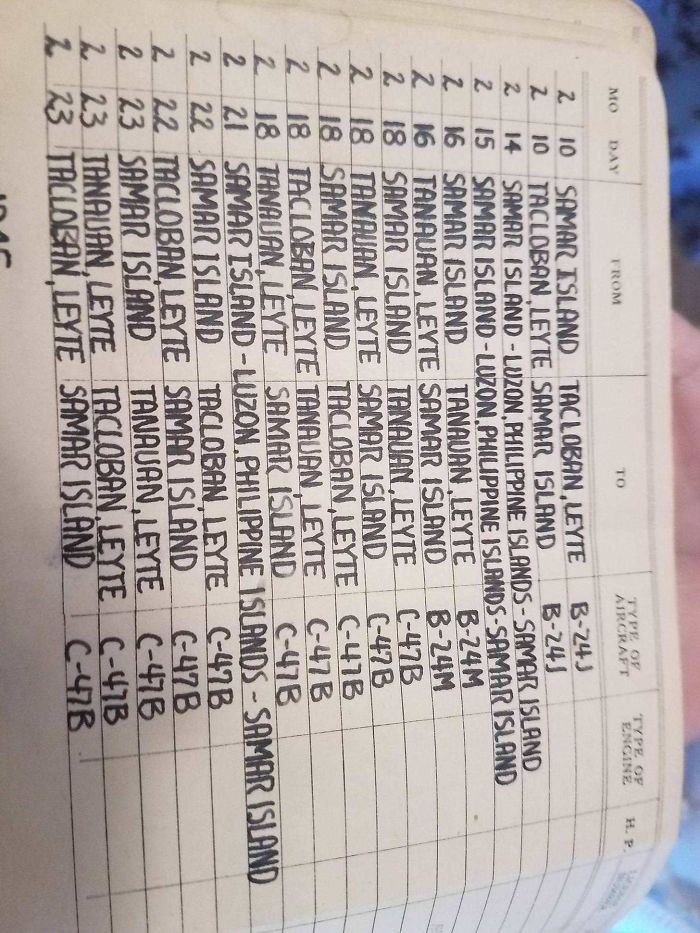 MO DAY FROM TO TYPE OF AIRCRAFT TYPE OF ENGINE H. P.
2 10 SAMAR ISLAND TACLOBAN, LEYTE B-24J
2 10 TACLOBAN, LEYTE SAMAR ISLAND B-24J
2 14 SAMAR ISLAND - LUZON, PHILIPPINE ISLANDS - SAMAR ISLAND
2 15 SAMAR ISLAND - LUZON, PHILIPPINE ISLANDS - SAMAR ISLAND
2 16 SAMAR ISLAND TANAUAN, LEYTE B-24M
2 16 TANAUAN, LEYTE SAMAR ISLAND B-24M
2 18 SAMAR ISLAND TANAUAN, LEYTE C-47B
2 18 TANAUAN, LEYTE SAMAR ISLAND C-47B
2 18 SAMAR ISLAND TACLOBAN, LEYTE C-47B
2 18 TACLOBAN, LEYTE TANAUAN, LEYTE C-47B
2 18 TANAUAN, LEYTE SAMAR ISLAND C-47B
2 21 SAMAR ISLAND - LUZON, PHILIPPINE ISLANDS - SAMAR ISLAND
2 22 SAMAR ISLAND TACLOBAN LEYTE C-47B
2 22 TACLOBAN, LEYTE SAMAR ISLAND C-47B
2 23 SAMAR ISLAND TANAUAN, LEYTE C-47B
2 23 TANAUAN, LEYTE TACLOBAN, LEYTE C-47B
2 23 TACLOBAN, LEYTE SAMAR ISLAND C-47B